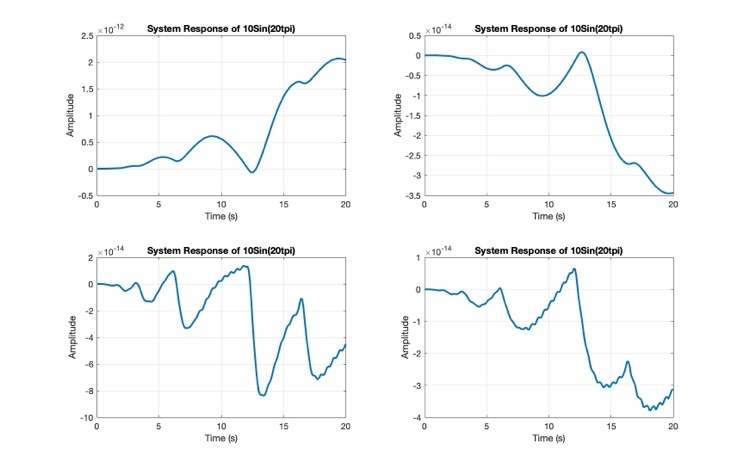 System Response of 10Sin(20tpi)
×10⁻¹²
2.5
2
1.5
1
0.5
0
-0.5
Amplitude
0 5 10 15 20
Time (s)
System Response of 10Sin(20tpi)
×10⁻¹⁴
0.5
0
-0.5
-1
-1.5
-2
-2.5
-3
-3.5
Amplitude
0 5 10 15 20
Time (s)
System Response of 10Sin(20tpi)
×10⁻¹⁴
2
0
-2
-4
-6
-8
-10
Amplitude
0 5 10 15 20
Time (s)
System Response of 10Sin(20tpi)
×10⁻¹⁴
1
0
-1
-2
-3
-4
Amplitude
0 5 10 15 20
Time (s)